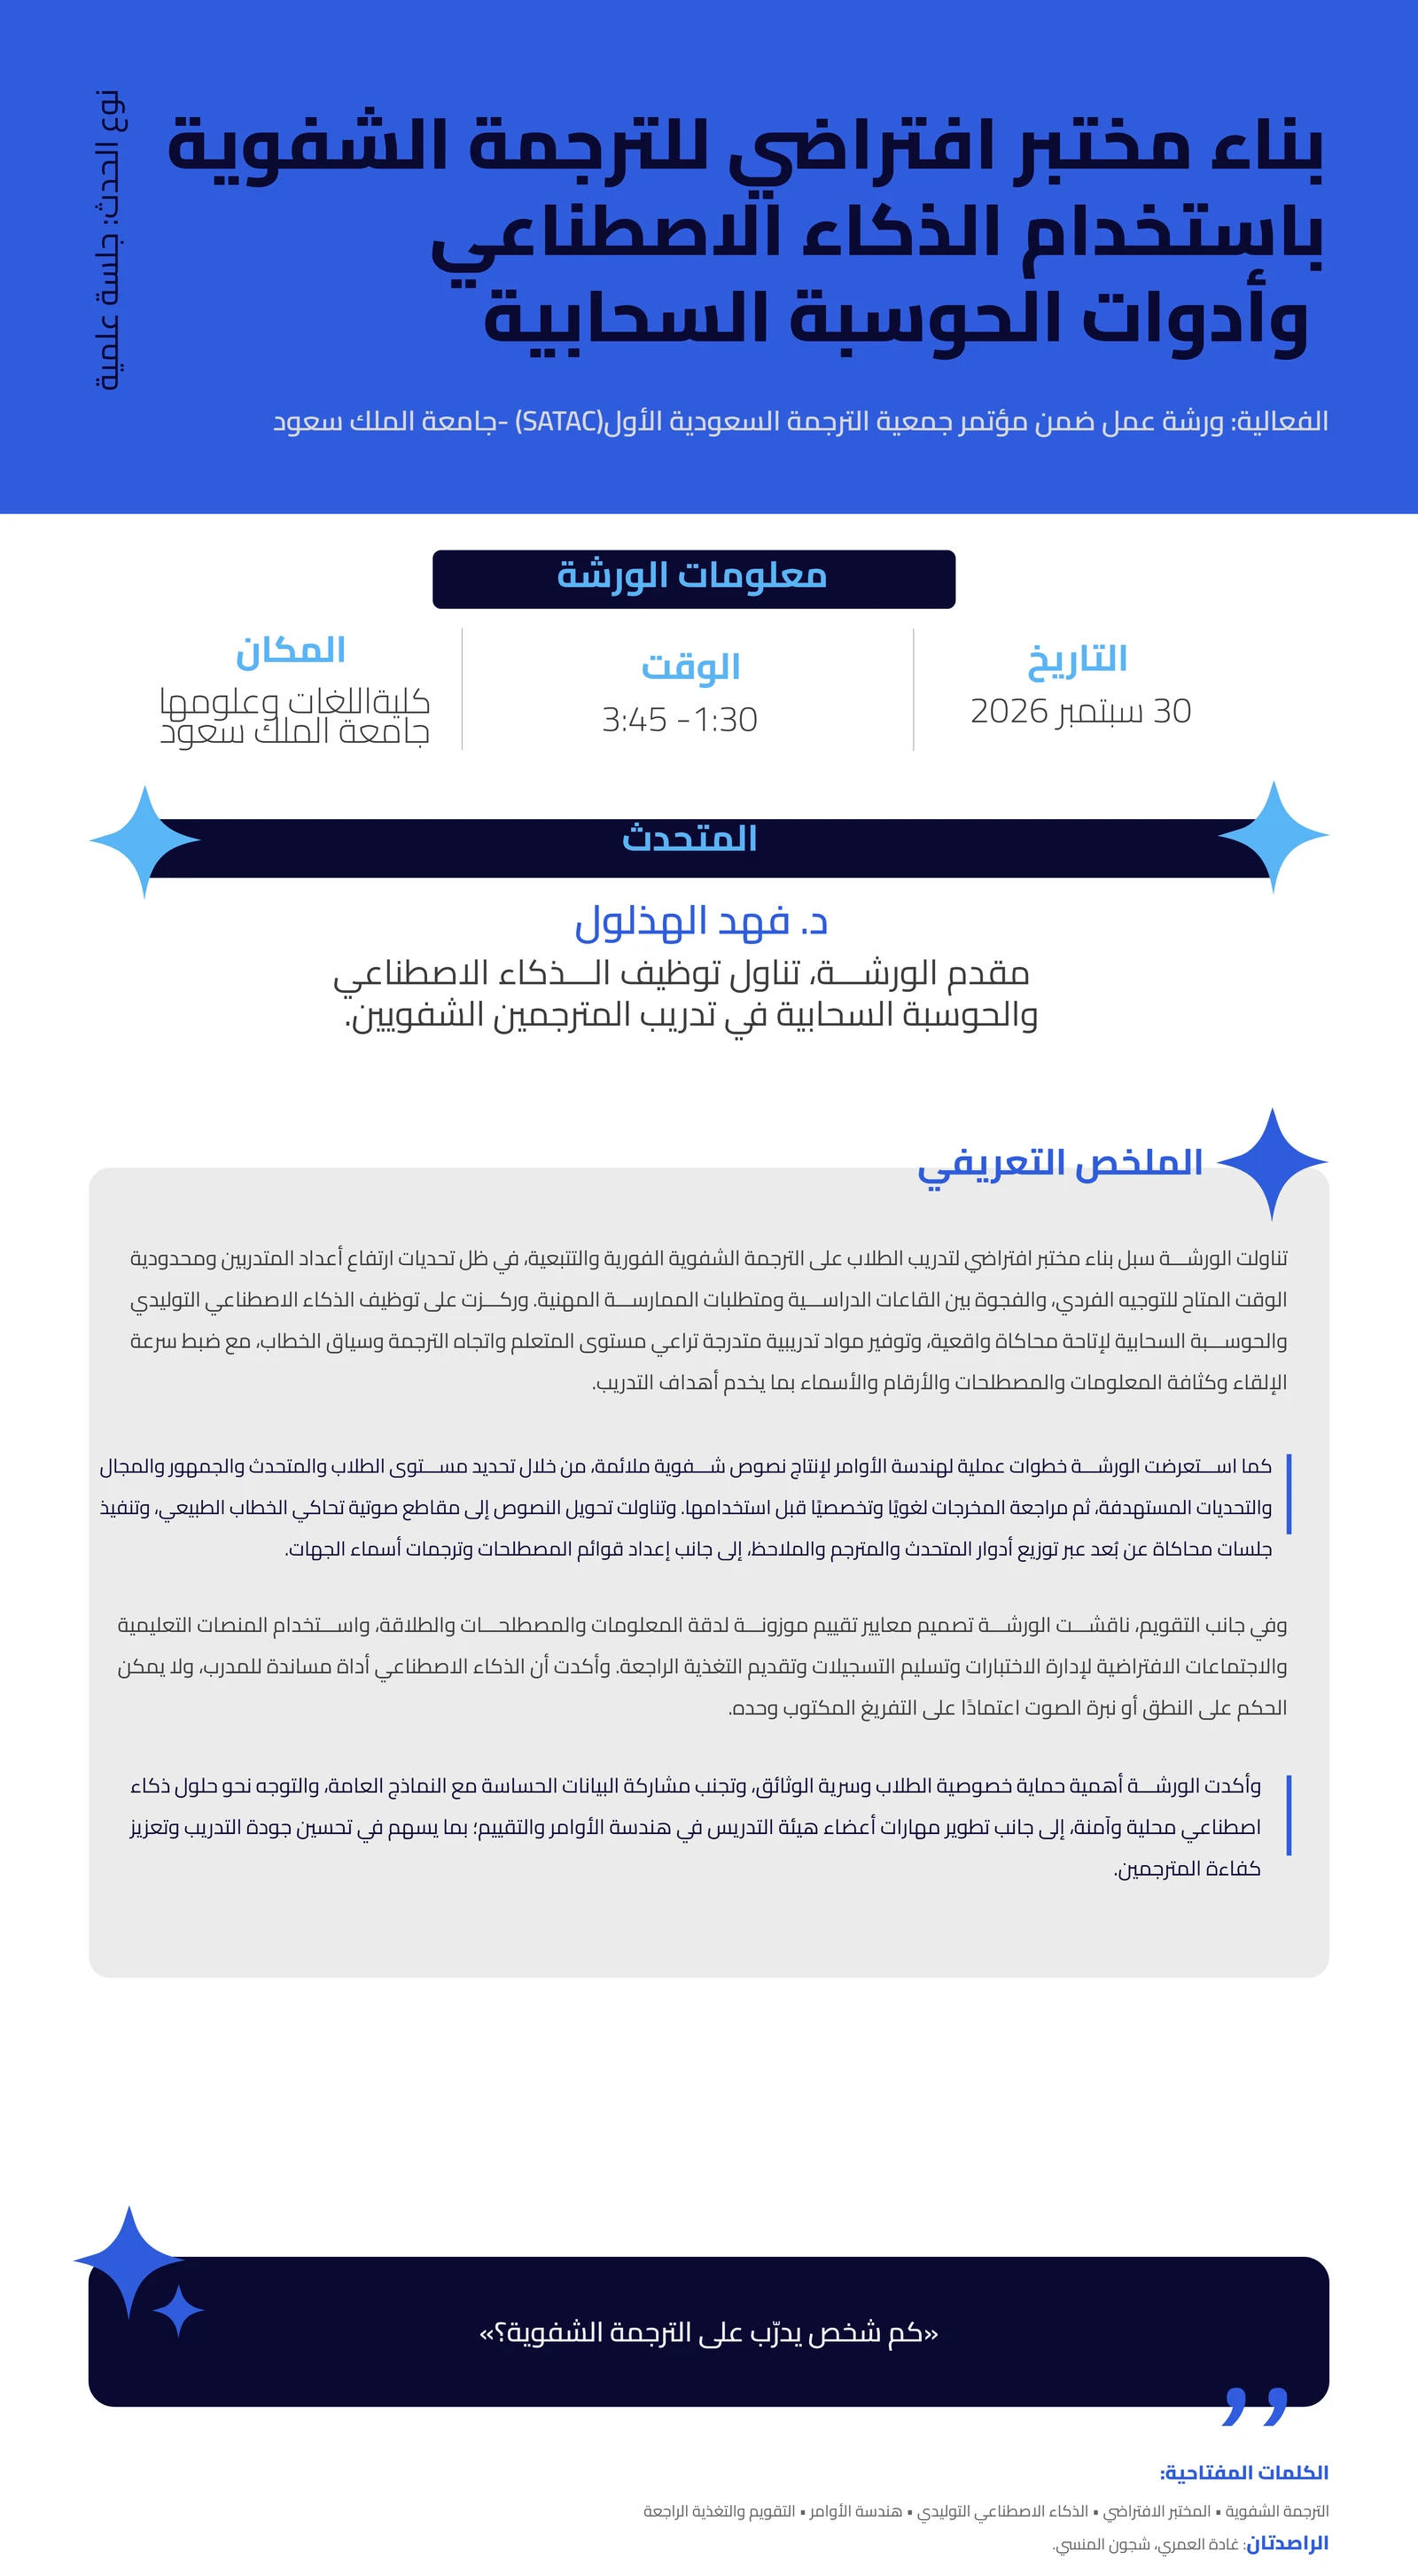 نوع الحدث: جلسة علمية
بناء مختبر افتراضي للترجمة الشفوية
باستخدام الذكاء الاصطناعي
وأدوات الحوسبة السحابية
الفعالية: ورشة عمل ضمن مؤتمر جمعية الترجمة السعودية الأول(SATAC) -جامعة الملك سعود
معلومات الورشة
التاريخ
30 سبتمبر 2026
الوقت
1:30- 3:45
المكان
كليةاللغات وعلومها
جامعة الملك سعود
المتحدث
د. فهد الهذلول
مقدم الورشـــة، تناول توظيف الـــذكاء الاصطناعي
والحوسبة السحابية في تدريب المترجمين الشفويين.
الملخص التعريفي
تناولت الورشـــة سبل بناء مختبر افتراضي لتدريب الطلاب على الترجمة الشفوية الفورية والتتبعية، في ظل تحديات ارتفاع أعداد المتدربين ومحدودية
الوقت المتاح للتوجيه الفردي، والفجوة بين القاعات الدراســـية ومتطلبات الممارســـة المهنية. وركـــزت على توظيف الذكاء الاصطناعي التوليدي
والحوســـبة السحابية لإتاحة محاكاة واقعية، وتوفير مواد تدريبية متدرجة تراعي مستوى المتعلم واتجاه الترجمة وسياق الخطاب، مع ضبط سرعة
الإلقاء وكثافة المعلومات والمصطلحات والأرقام والأسماء بما يخدم أهداف التدريب.
كما اســـتعرضت الورشـــة خطوات عملية لهندسة الأوامر لإنتاج نصوص شـــفوية ملائمة، من خلال تحديد مســـتوى الطلاب والمتحدث والجمهور والمجال
والتحديات المستهدفة، ثم مراجعة المخرجات لغويًا وتخصصيًا قبل استخدامها. وتناولت تحويل النصوص إلى مقاطع صوتية تحاكي الخطاب الطبيعي، وتنفيذ
جلسات محاكاة عن بُعد عبر توزيع أدوار المتحدث والمترجم والملاحظ، إلى جانب إعداد قوائم المصطلحات وترجمات أسماء الجهات.
وفي جانب التقويم، ناقشـــت الورشـــة تصميم معايير تقييم موزونـــة لدقة المعلومات والمصطلحـــات والطلاقة، واســـتخدام المنصات التعليمية
والاجتماعات الافتراضية لإدارة الاختبارات وتسليم التسجيلات وتقديم التغذية الراجعة. وأكدت أن الذكاء الاصطناعي أداة مساندة للمدرب، ولا يمكن
الحكم على النطق أو نبرة الصوت اعتمادًا على التفريغ المكتوب وحده.
وأكدت الورشـــة أهمية حماية خصوصية الطلاب وسرية الوثائق، وتجنب مشاركة البيانات الحساسة مع النماذج العامة، والتوجه نحو حلول ذكاء
اصطناعي محلية وآمنة، إلى جانب تطوير مهارات أعضاء هيئة التدريس في هندسة الأوامر والتقييم؛ بما يسهم في تحسين جودة التدريب وتعزيز
كفاءة المترجمين.
«كم شخص يدرّب على الترجمة الشفوية؟»
الكلمات المفتاحية:
الترجمة الشفوية • المختبر الافتراضي • الذكاء الاصطناعي التوليدي • هندسة الأوامر • التقويم والتغذية الراجعة
الراصدتان: غادة العمري، شجون المنسي.